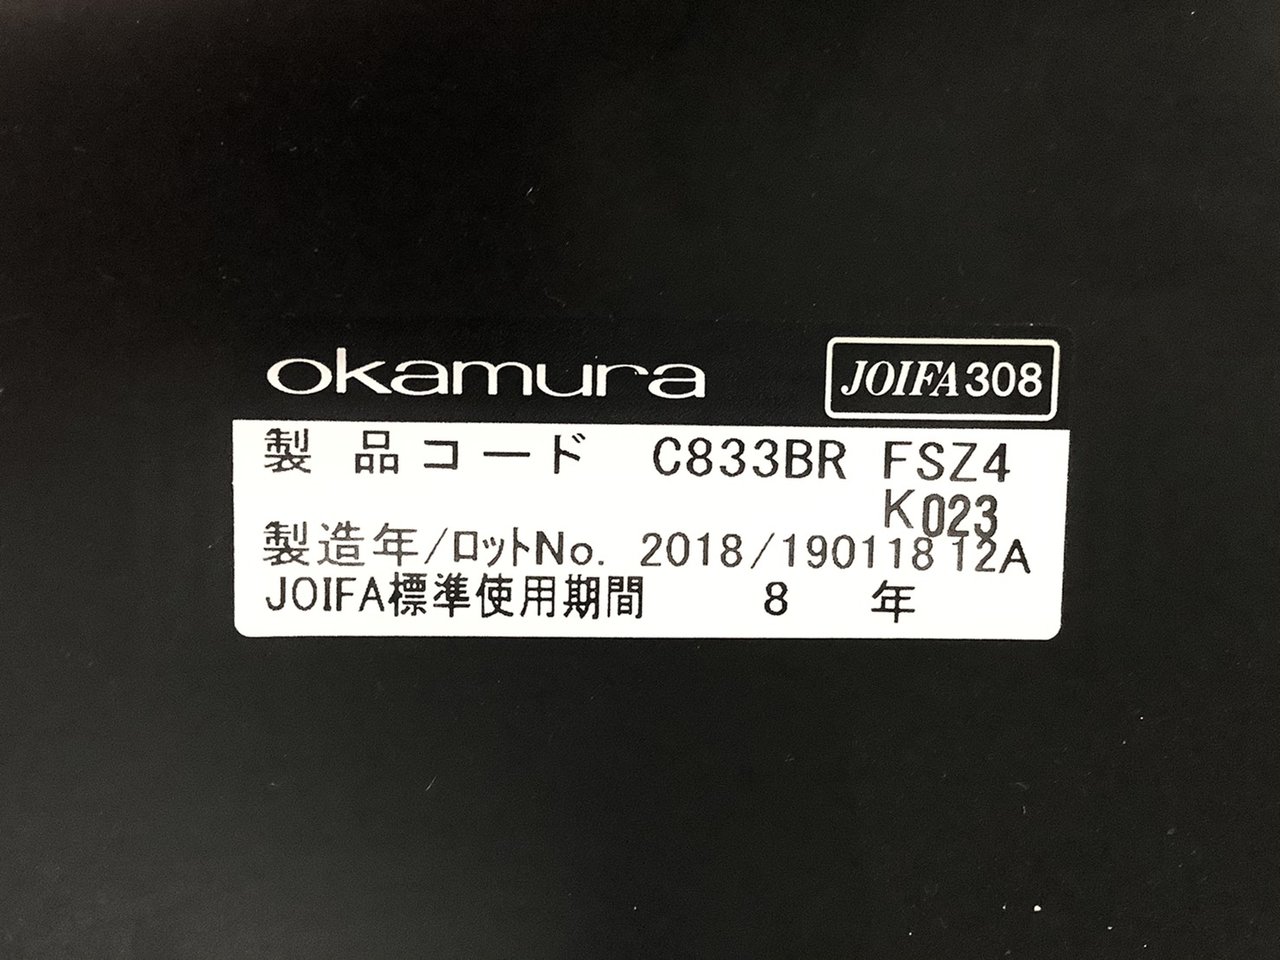 okamura JOIFA308
製品コード C833BR FSZ4
K023
製造年/ロットNo. 2018/190118 12A
JOIFA標準使用期間 8 年